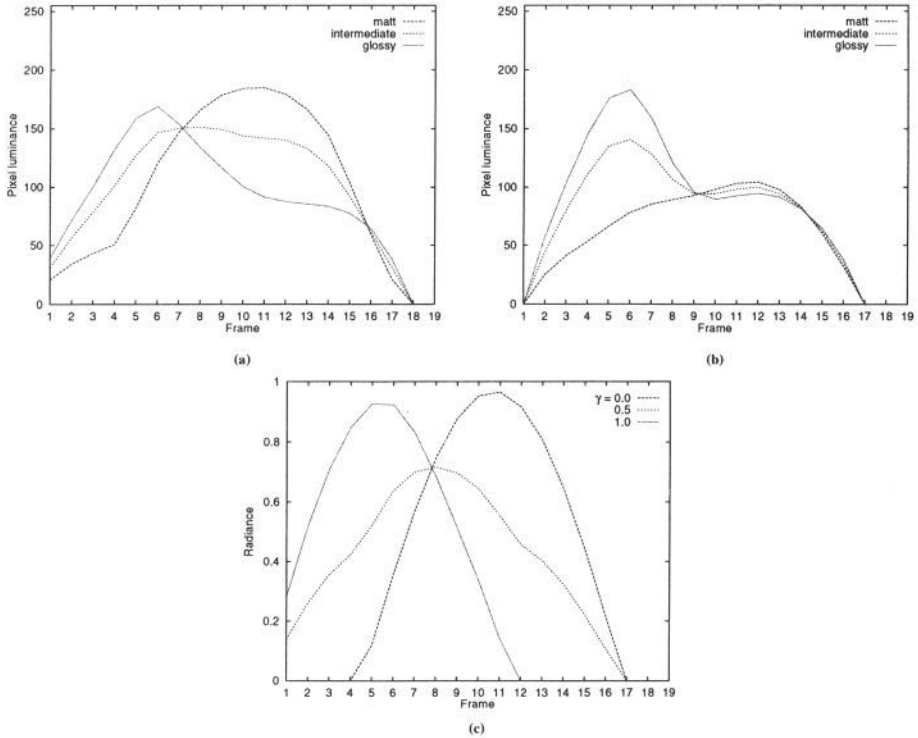 250
200
150
100
50
0
Pixel luminance
matt
intermediate
glossy
1 2 3 4 5 6 7 8 9 10 11 12 13 14 15 16 17 18 19
Frame
(a)
250
200
150
100
50
0
Pixel luminance
matt
intermediate
glossy
1 2 3 4 5 6 7 8 9 10 11 12 13 14 15 16 17 18 19
Frame
(b)
1
0.8
0.6
0.4
0.2
0
Radiance
γ = 0.0
0.5
1.0
1 2 3 4 5 6 7 8 9 10 11 12 13 14 15 16 17 18 19
Frame
(c)